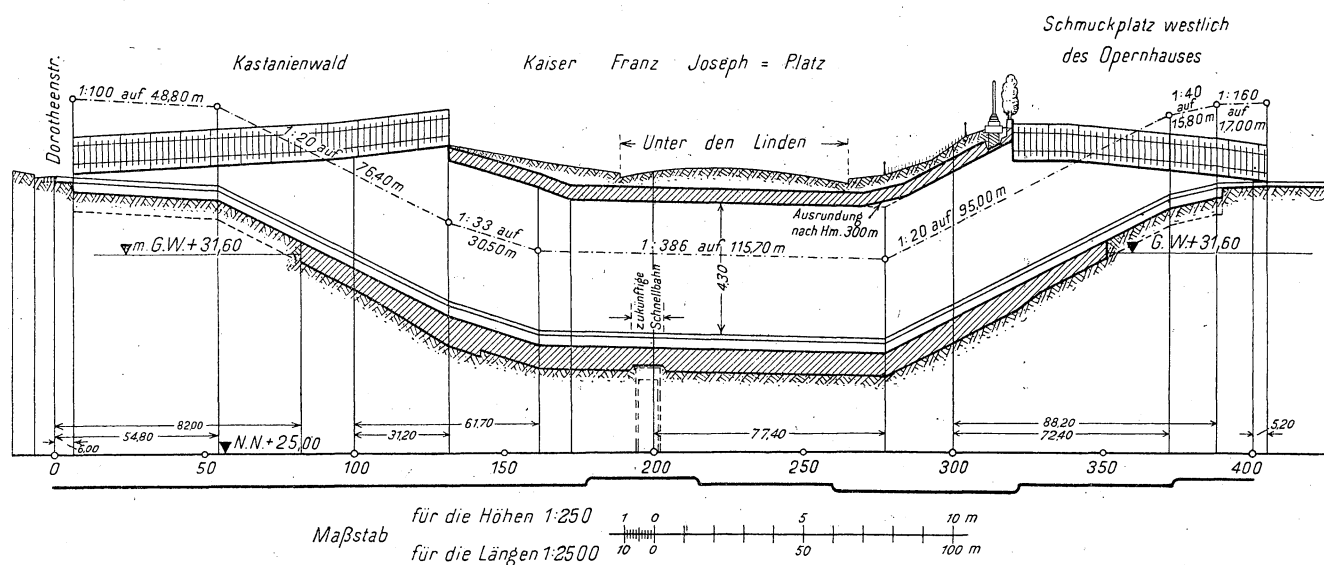 Schmuckplatz westlich
des Opernhauses
Kastanienwald
Kaiser Franz Joseph = Platz
Dorotheenstr.
1:100 auf 48,80 m
1:20 auf 76,40 m
1:33 auf
30,50 m
Unter den Linden
1:40
auf
15,80 m
1:160
auf
17,00 m
Ausrundung
nach Hm. 300 m
1:20 auf 95,00 m
1:386 auf 115,70 m
m. G.W.+31,60
G.W.+31,60
4,30
zukünftige
Schnellbahn
82,00
54,80
6,00
61,70
31,20
77,40
88,20
72,40
5,20
N.N.+25,00
0 50 100 150 200 250 300 350 400
Maßstab
für die Höhen 1:250
1 0 5 10 m
für die Längen 1:2500
10 0 50 100 m